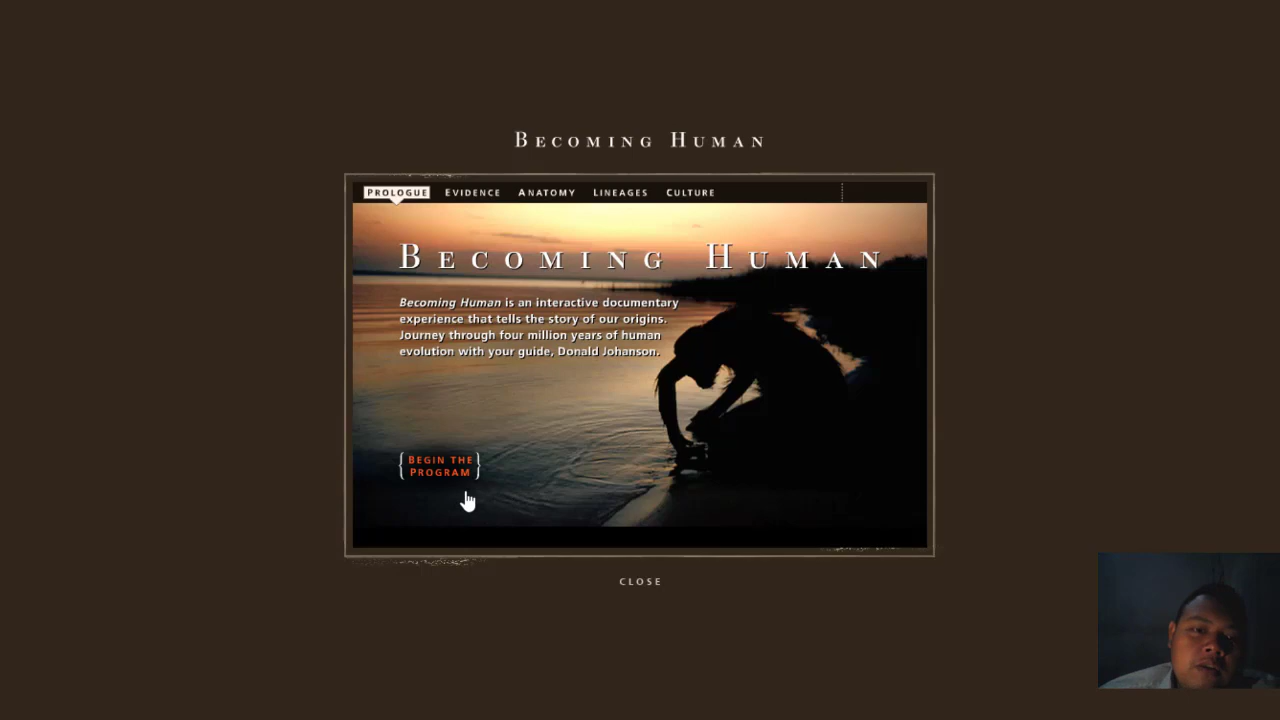 Becoming Human
Prologue Evidence Anatomy Lineages Culture
Becoming Human
Becoming Human is an interactive documentary
experience that tells the story of our origins.
Journey through four million years of human
evolution with your guide, Donald Johanson.
{Begin the
Program}
CLOSE